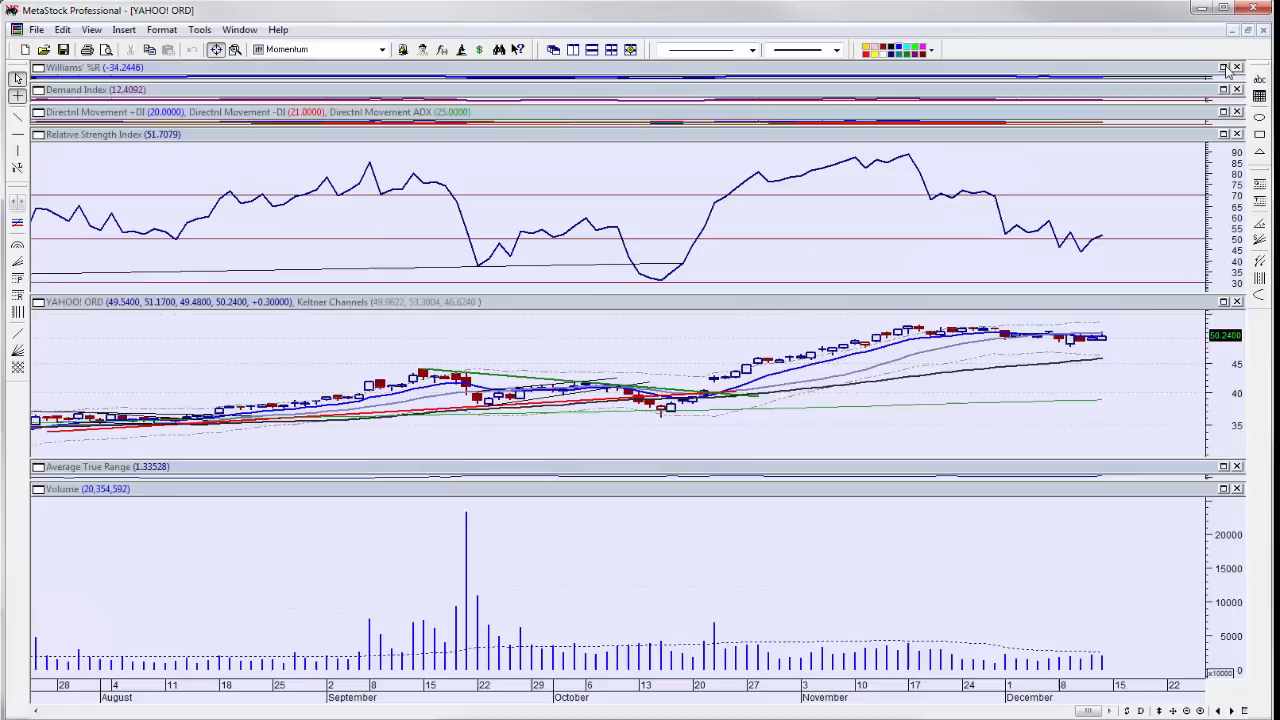 MetaStock Professional - [YAHOO! ORD]
File Edit View Insert Format Tools Window Help
Momentum
Williams' %R (-34.2446)
Demand Index (12.4092)
Directnl Movement +DI (20.0000), Directnl Movement -DI (21.0000), Directnl Movement ADX (25.0000)
Relative Strength Index (51.7079)
90
85
80
75
70
65
60
55
50
45
40
35
30
YAHOO! ORD (49.5400, 51.1700, 49.4800, 50.2400, +0.30000), Keltner Channels (49.9622, 53.3004, 46.6240 )
50.2400
45
40
35
Average True Range (1.33528)
Volume (20,354,592)
20000
15000
10000
5000
0
x10000
28 4 11 18 25 2 8 15 22 29 6 13 20 27 3 10 17 24 1 8 15 22
August September October November December
abc